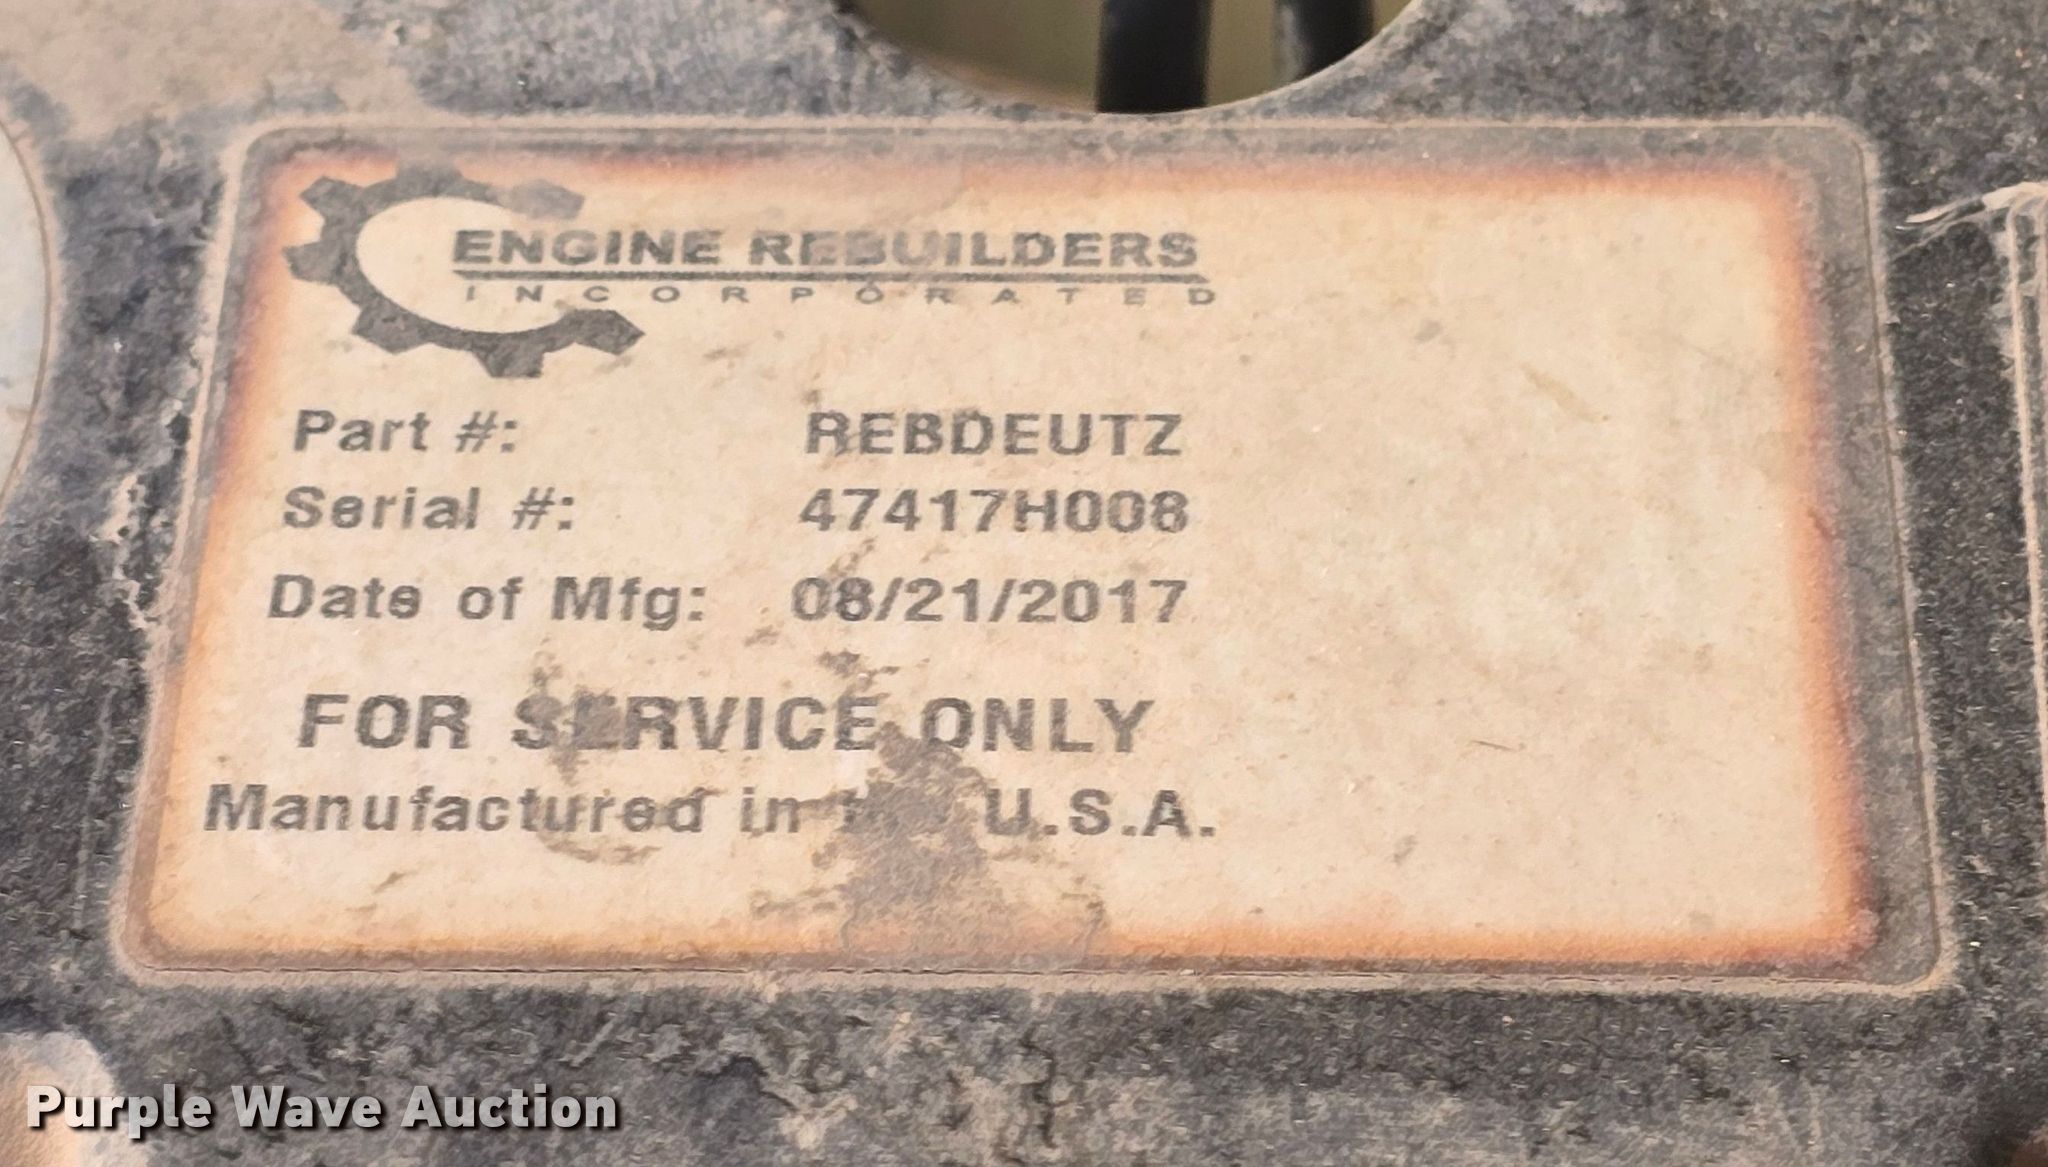 ENGINE REBUILDERS
INCORPORATED
Part #: REBDEUTZ
Serial #: 47417H008
Date of Mfg: 08/21/2017
FOR SERVICE ONLY
Manufactured in U.S.A.
Purple Wave Auction